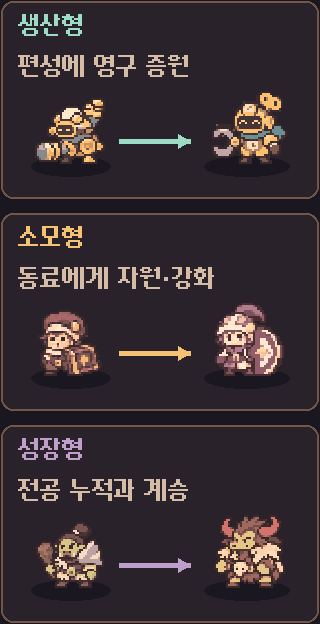 생산형
편성에 영구 증원
소모형
동료에게 자원·강화
성장형
전공 누적과 계승